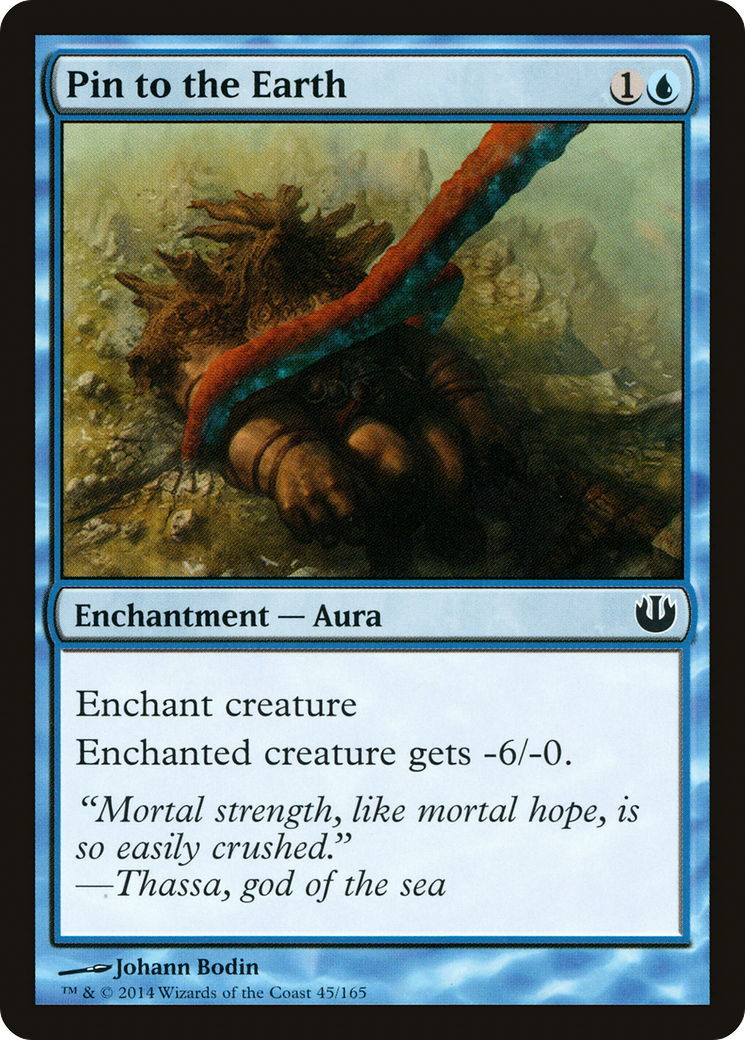 Pin to the Earth 1
Enchantment — Aura
Enchant creature
Enchanted creature gets -6/-0.
“Mortal strength, like mortal hope, is
so easily crushed.”
—Thassa, god of the sea
Johann Bodin
™ & © 2014 Wizards of the Coast 45/165